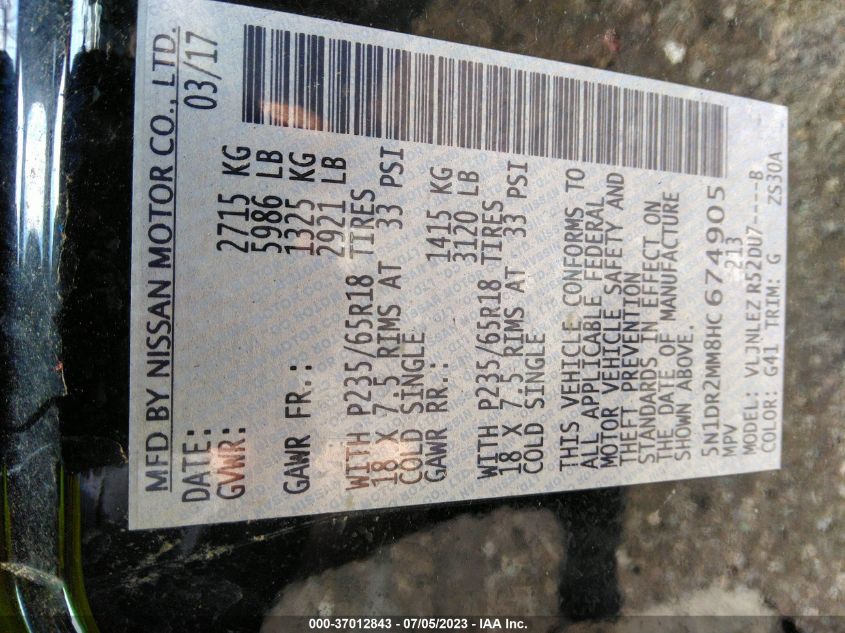 MFD BY NISSAN MOTOR CO., LTD.
DATE: 03/17
GVWR: 2715 KG
5986 LB
GAWR FR.: 1325 KG
2921 LB
WITH P235/65R18 TIRES
18 X 7.5 RIMS AT 33 PSI
COLD SINGLE
GAWR RR.: 1415 KG
3120 LB
WITH P235/65R18 TIRES
18 X 7.5 RIMS AT 33 PSI
COLD SINGLE
THIS VEHICLE CONFORMS TO
ALL APPLICABLE FEDERAL
MOTOR VEHICLE SAFETY AND
THEFT PREVENTION
STANDARDS IN EFFECT ON
THE DATE OF MANUFACTURE
SHOWN ABOVE.
5N1DR2MM8HC674905
MPV 213
MODEL: VLJNLEZ R52DU7----B
COLOR: G41 TRIM: G ZS30A
000-37012843 / 07/05/2023 - IAA Inc.